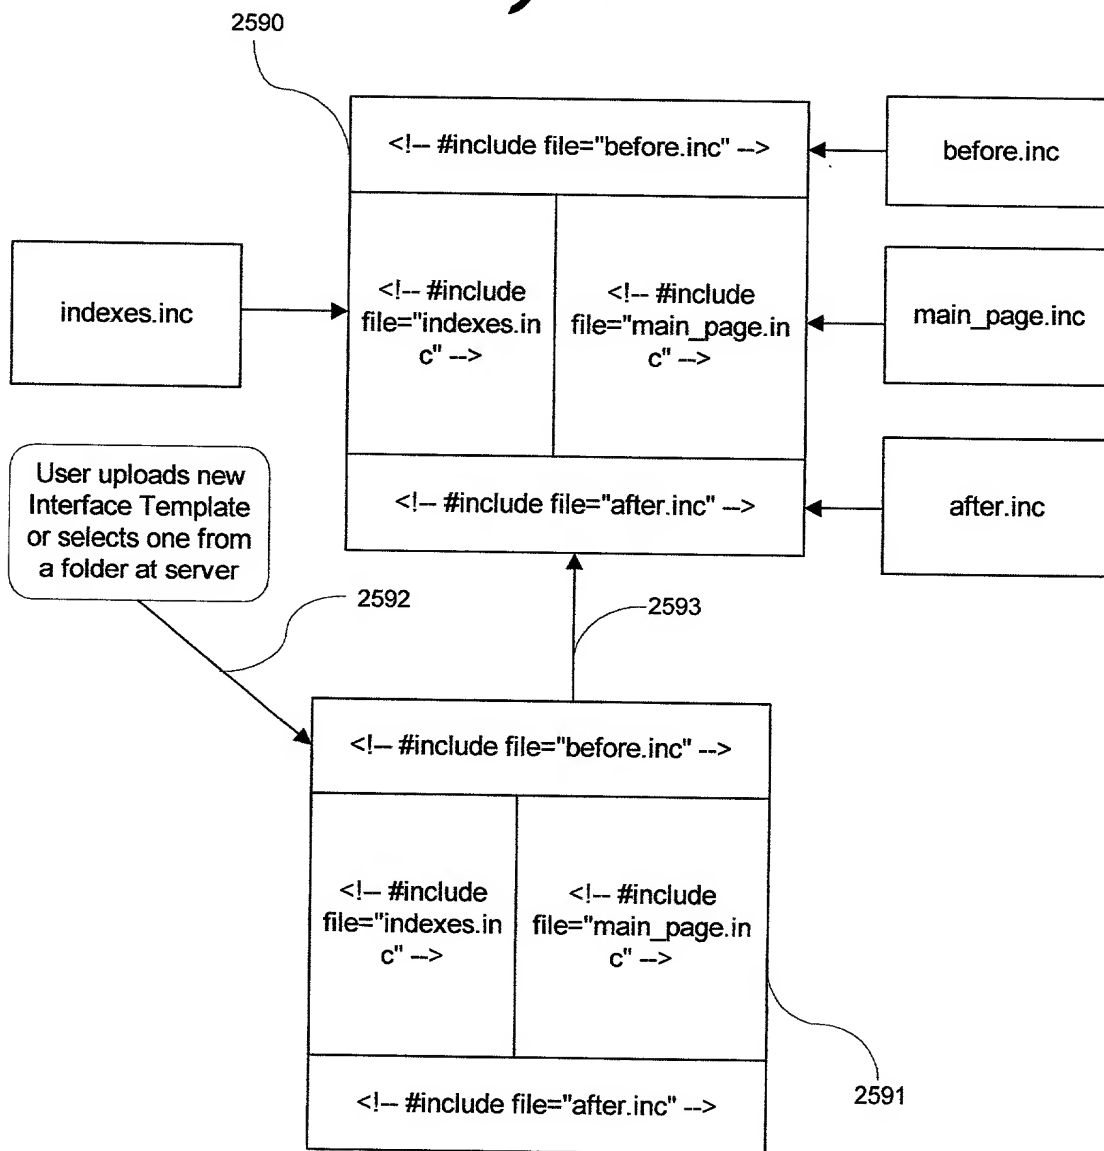 2590
<!-- #include file="before.inc" -->
before.inc
indexes.inc
<!-- #include
file="indexes.in
c" -->
<!-- #include
file="main_page.in
c" -->
main_page.inc
<!-- #include file="after.inc" -->
after.inc
User uploads new
Interface Template
or selects one from
a folder at server
2592
2593
<!-- #include file="before.inc" -->
<!-- #include
file="indexes.in
c" -->
<!-- #include
file="main_page.in
c" -->
<!-- #include file="after.inc" -->
2591